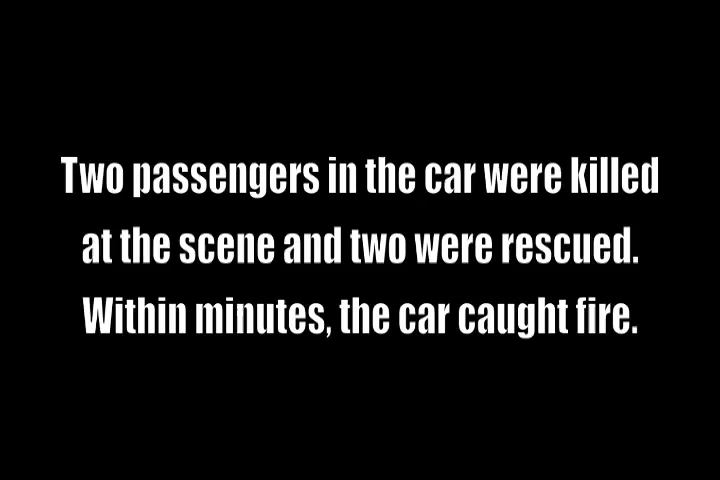 Two passengers in the car were killed
at the scene and two were rescued.
Within minutes, the car caught fire.